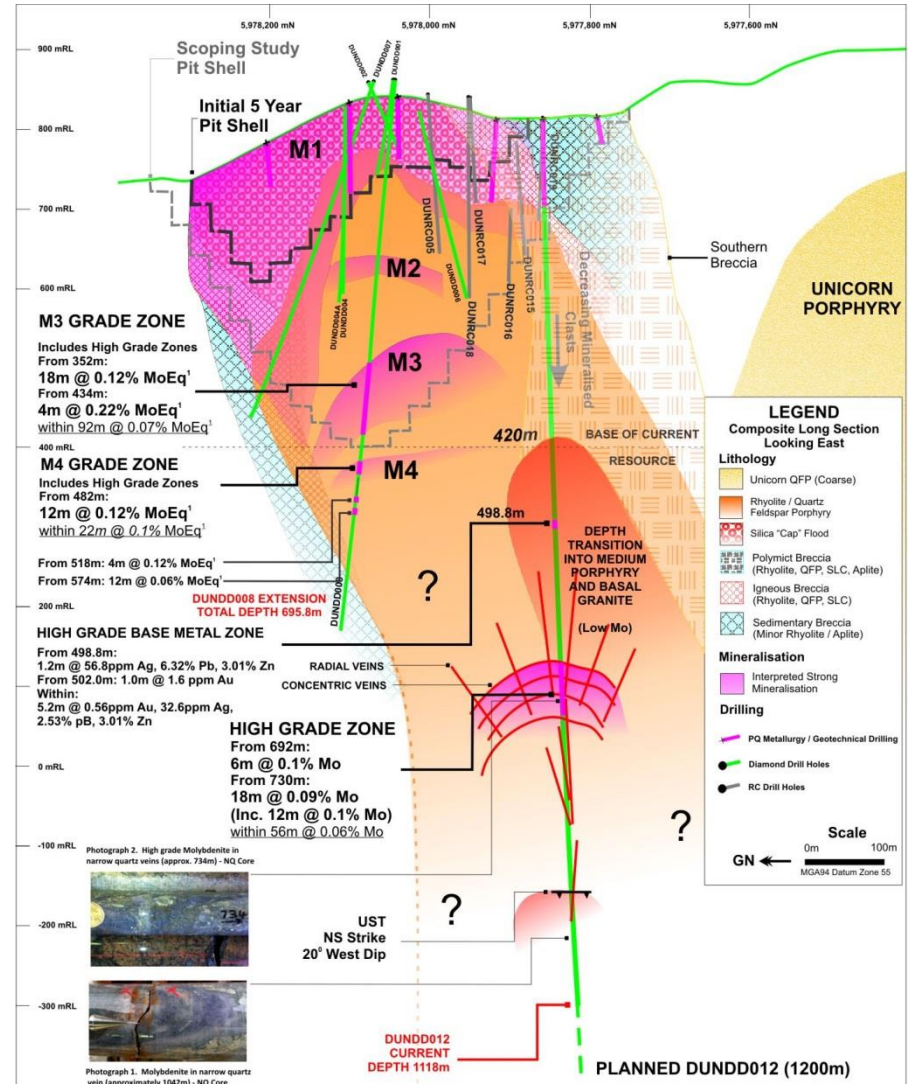 5,978,200 mN
5,978,000 mN
5,977,800 mN
5,977,600 mN
900 mRL
800 mRL
700 mRL
600 mRL
400 mRL
200 mRL
0 mRL
-100 mRL
-200 mRL
-300 mRL
Scoping Study
Pit Shell
Initial 5 Year
Pit Shell
DUNDD002
DUNDD007
DUNDD001
M1
M2
M3
M4
DUNDD004A
DUNDD004
DUNRC005
DUNDD006
DUNRC017
DUNRC018
DUNRC016
DUNRC015
Decreasing Mineralised
Clasts
Southern
Breccia
UNICORN
PORPHYRY
M3 GRADE ZONE
Includes High Grade Zones
From 352m:
18m @ 0.12% MoEq¹
From 434m:
4m @ 0.22% MoEq¹
within 92m @ 0.07% MoEq¹
420m
BASE OF CURRENT
RESOURCE
M4 GRADE ZONE
Includes High Grade Zones
From 482m:
12m @ 0.12% MoEq¹
within 22m @ 0.1% MoEq¹
From 518m: 4m @ 0.12% MoEq¹
From 574m: 12m @ 0.06% MoEq¹
DUNDD008 EXTENSION
TOTAL DEPTH 695.8m
DUNDD008
498.8m
DEPTH
TRANSITION
INTO MEDIUM
PORPHYRY
AND BASAL
GRANITE
(Low Mo)
?
HIGH GRADE BASE METAL ZONE
From 498.8m:
1.2m @ 56.8ppm Ag, 6.32% Pb, 3.01% Zn
From 502.0m: 1.0m @ 1.6 ppm Au
Within:
5.2m @ 0.56ppm Au, 32.6ppm Ag,
2.53% pB, 3.01% Zn
RADIAL VEINS
CONCENTRIC VEINS
HIGH GRADE ZONE
From 692m:
6m @ 0.1% Mo
From 730m:
18m @ 0.09% Mo
(Inc. 12m @ 0.1% Mo)
within 56m @ 0.06% Mo
?
?
Photograph 2. High grade Molybdenite in
narrow quartz veins (approx. 734m) - NQ Core
734
UST
NS Strike
20° West Dip
Photograph 1. Molybdenite in narrow quartz
vein (approximately 1042m) - NQ Core
DUNDD012
CURRENT
DEPTH 1118m
PLANNED DUNDD012 (1200m)
LEGEND
Composite Long Section
Looking East
Lithology
Unicorn QFP (Coarse)
Rhyolite / Quartz
Feldspar Porphyry
Silica "Cap" Flood
Polymict Breccia
(Rhyolite, QFP, SLC, Aplite)
Igneous Breccia
(Rhyolite, QFP, SLC)
Sedimentary Breccia
(Minor Rhyolite / Aplite)
Mineralisation
Interpreted Strong
Mineralisation
Drilling
PQ Metallurgy / Geotechnical Drilling
Diamond Drill Holes
RC Drill Holes
Scale
0m 100m
GN
MGA94 Datum Zone 55